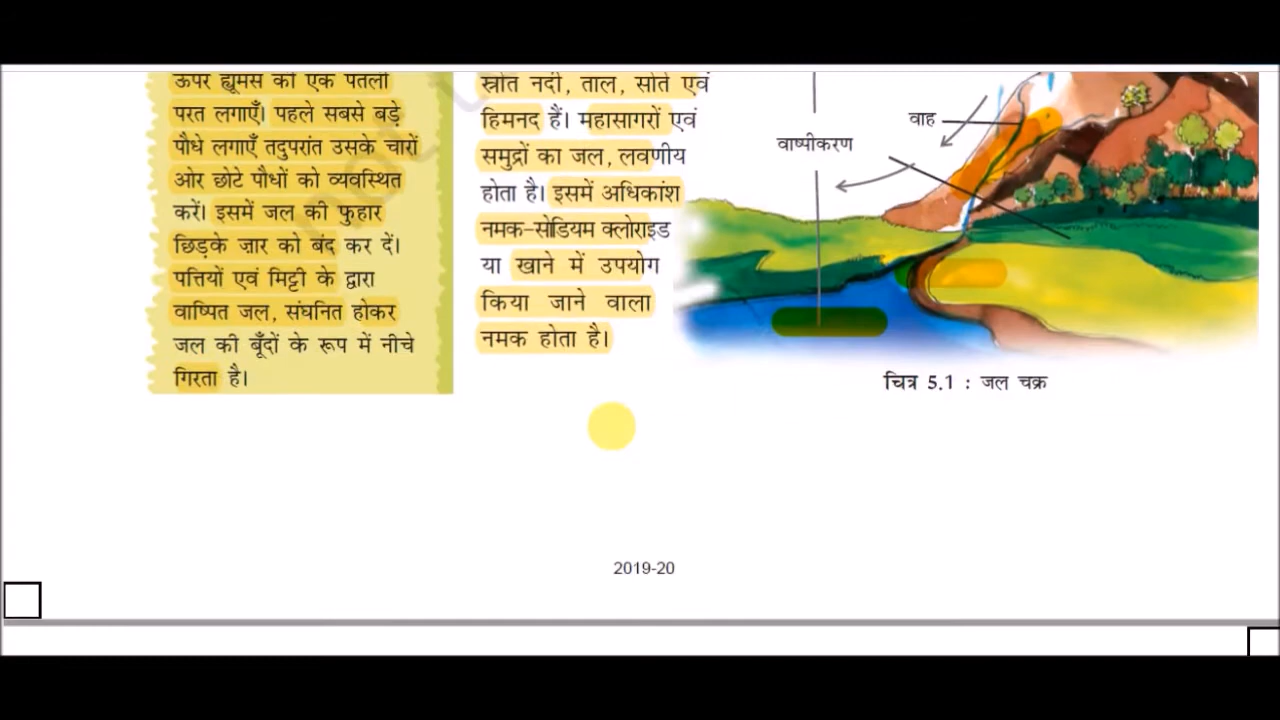 ऊपर ह्यूमस की एक पतली
परत लगाएँ। पहले सबसे बड़े
पौधे लगाएँ तदुपरांत उसके चारों
ओर छोटे पौधों को व्यवस्थित
करें। इसमें जल की फुहार
छिड़के ज़ार को बंद कर दें।
पत्तियों एवं मिट्टी के द्वारा
वाष्पित जल, संघनित होकर
जल की बूँदों के रूप में नीचे
गिरता है।
स्रोत नदी, ताल, सोते एवं
हिमनद हैं। महासागरों एवं
समुद्रों का जल, लवणीय
होता है। इसमें अधिकांश
नमक-सोडियम क्लोराइड
या खाने में उपयोग
किया जाने वाला
नमक होता है।
वाह
वाष्पीकरण
चित्र 5.1 : जल चक्र
2019-20